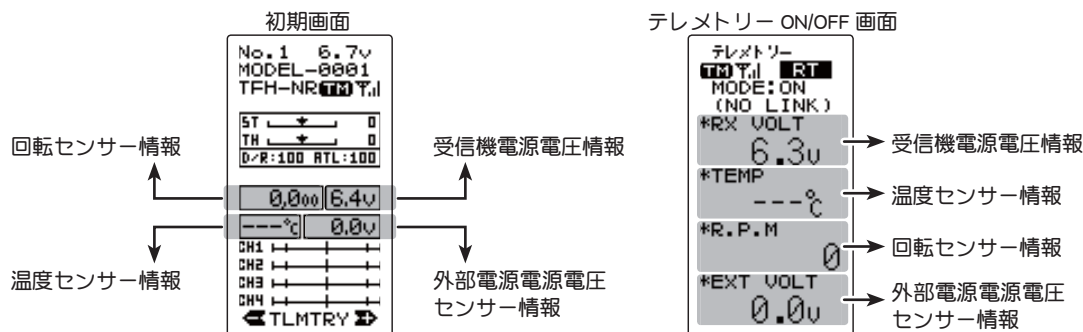 初期画面
No.1 6.7v
MODEL-0001
TFH-NR TM
ST 0
TH 0
D/R:100 ATL:100
回転センサー情報
受信機電源電圧情報
0,000 6.4v
---℃ 0.0v
温度センサー情報
外部電源電源電圧
センサー情報
CH1
CH2
CH3
CH4
TLMTRY
テレメトリー ON/OFF 画面
テレメトリー
TM RT
MODE:ON
(NO LINK)
*RX VOLT
6.3v
受信機電源電圧情報
*TEMP
---℃
温度センサー情報
*R.P.M
0
回転センサー情報
*EXT VOLT
0.0v
外部電源電源電圧
センサー情報